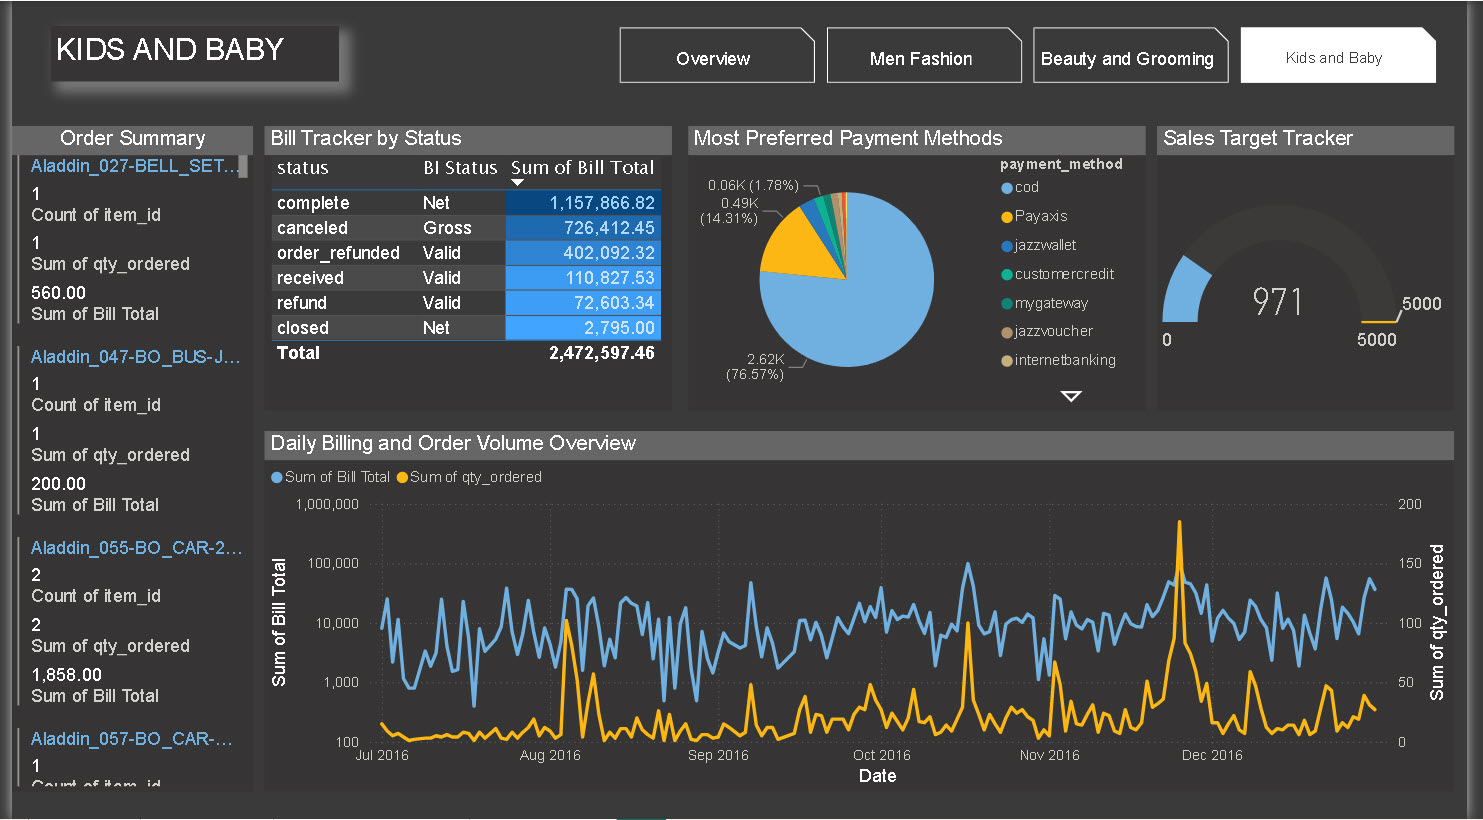 KIDS AND BABY
Overview
Men Fashion
Beauty and Grooming
Kids and Baby
Order Summary
Aladdin_027-BELL_SET...
1
Count of item_id
1
Sum of qty_ordered
560.00
Sum of Bill Total
Aladdin_047-BO_BUS-J...
1
Count of item_id
1
Sum of qty_ordered
200.00
Sum of Bill Total
Aladdin_055-BO_CAR-2...
2
Count of item_id
2
Sum of qty_ordered
1,858.00
Sum of Bill Total
Aladdin_057-BO_CAR-...
1
Count of item_id
Bill Tracker by Status
status BI Status Sum of Bill Total
complete Net 1,157,866.82
canceled Gross 726,412.45
order_refunded Valid 402,092.32
received Valid 110,827.53
refund Valid 72,603.34
closed Net 2,795.00
Total 2,472,597.46
Most Preferred Payment Methods
0.06K (1.78%)
0.49K
(14.31%)
2.62K
(76.57%)
payment_method
cod
Payaxis
jazzwallet
customercredit
mygateway
jazzvoucher
internetbanking
Sales Target Tracker
971
5000
0
5000
Daily Billing and Order Volume Overview
Sum of Bill Total Sum of qty_ordered
Sum of Bill Total
1,000,000
100,000
10,000
1,000
100
200
150
100
50
0
Sum of qty_ordered
Jul 2016 Aug 2016 Sep 2016 Oct 2016 Nov 2016 Dec 2016
Date